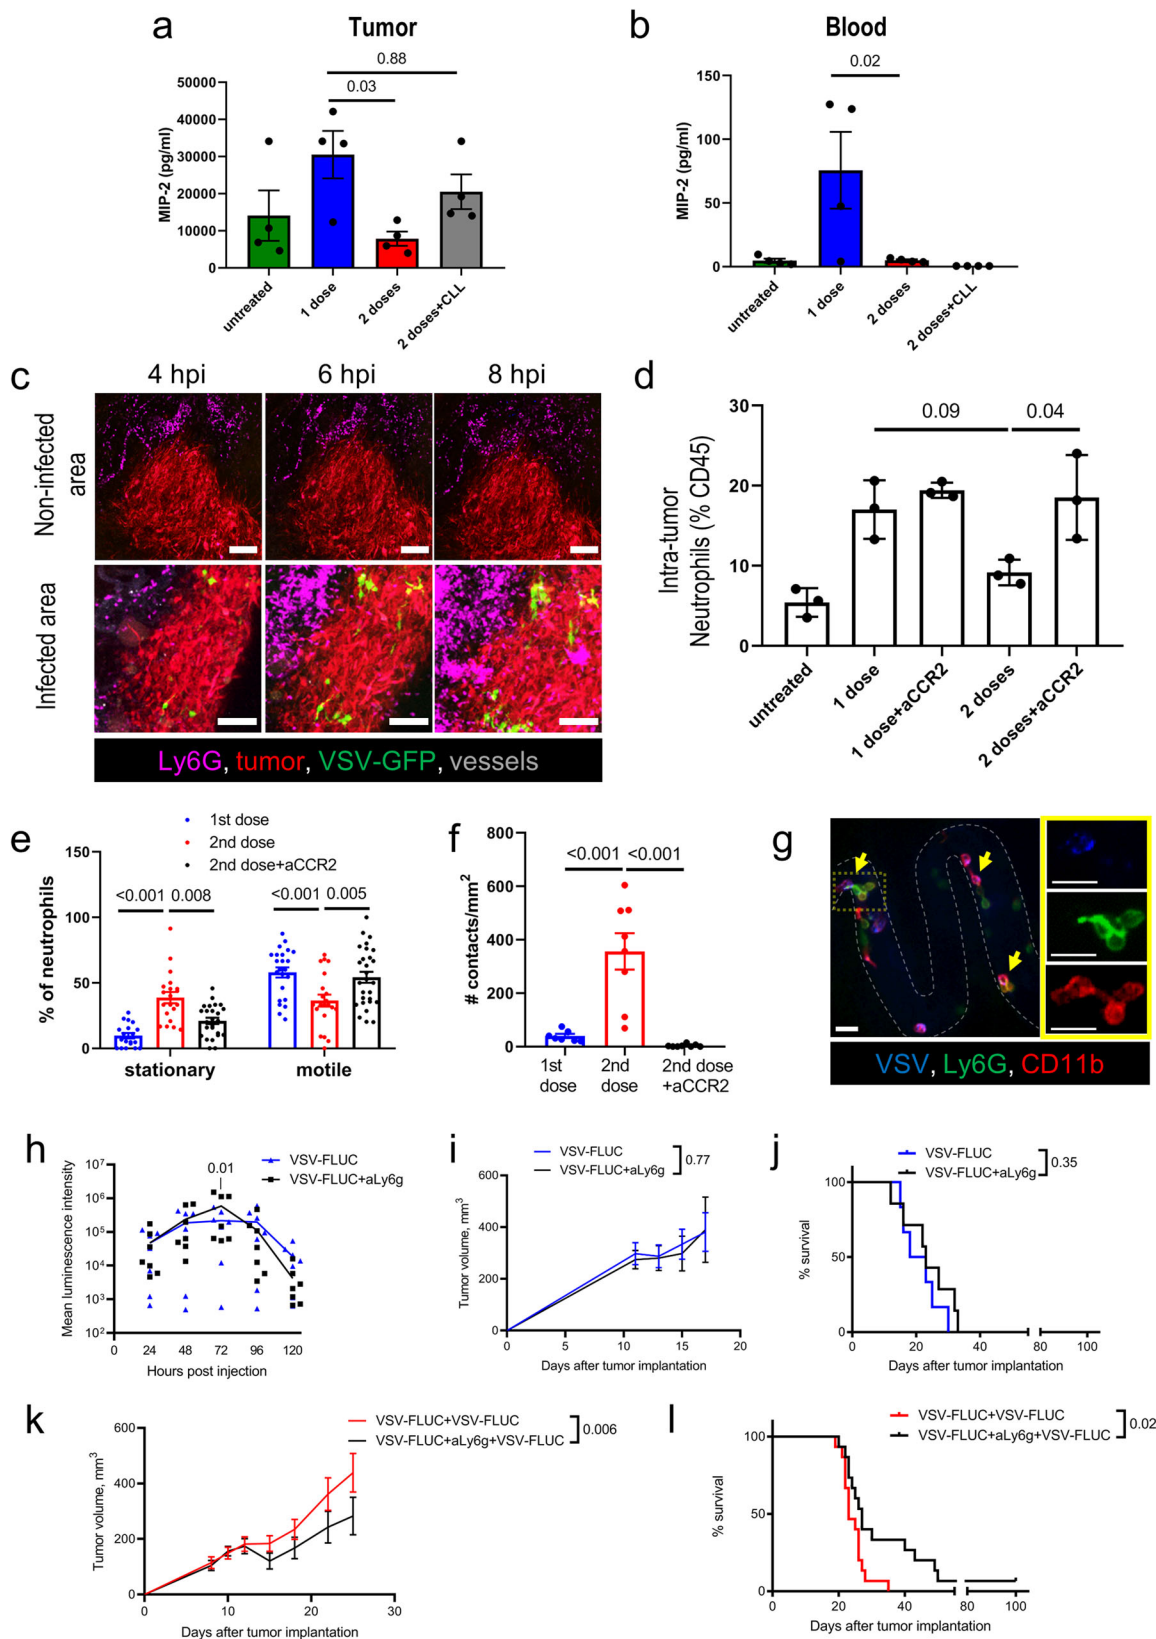 a
Tumor
0.88
0.03
MIP-2 (pg/ml)
50000
40000
30000
20000
10000
0
untreated
1 dose
2 doses
2 doses+CLL
b
Blood
0.02
MIP-2 (pg/ml)
150
100
50
0
untreated
1 dose
2 doses
2 doses+CLL
c
4 hpi
6 hpi
8 hpi
Non-infected
area
Infected area
Ly6G, tumor, VSV-GFP, vessels
d
0.09
0.04
Intra-tumor
Neutrophils (% CD45)
30
20
10
0
untreated
1 dose
1 dose+aCCR2
2 doses
2 doses+aCCR2
e
1st dose
2nd dose
2nd dose+aCCR2
% of neutrophils
150
100
50
0
<0.001
0.008
<0.001
0.005
stationary
motile
f
# contacts/mm²
800
600
400
200
0
<0.001
<0.001
1st
dose
2nd
dose
2nd dose
+aCCR2
g
VSV, Ly6G, CD11b
h
VSV-FLUC
VSV-FLUC+aLy6g
0.01
Mean luminescence intensity
10⁷
10⁶
10⁵
10⁴
10³
10²
0 24 48 72 96 120
Hours post injection
i
VSV-FLUC
VSV-FLUC+aLy6g
0.77
Tumor volume, mm³
600
400
200
0
0 5 10 15 20
Days after tumor implantation
j
VSV-FLUC
VSV-FLUC+aLy6g
0.35
% survival
100
50
0
0 20 40 80 100
Days after tumor implantation
k
VSV-FLUC+VSV-FLUC
VSV-FLUC+aLy6g+VSV-FLUC
0.006
Tumor volume, mm³
600
400
200
0
0 10 20 30
Days after tumor implantation
l
VSV-FLUC+VSV-FLUC
VSV-FLUC+aLy6g+VSV-FLUC
0.02
% survival
100
50
0
0 20 40 80 100
Days after tumor implantation